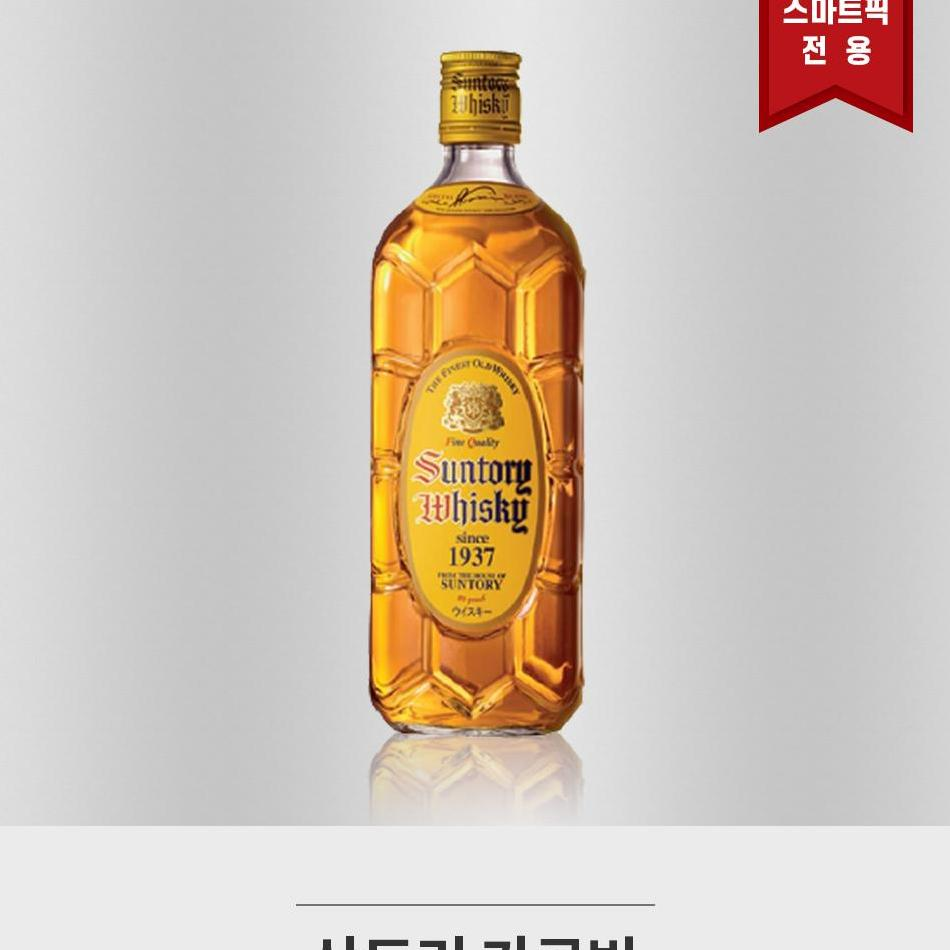 스마트픽
전 용
Suntory
Whisky
THE FINEST OLD WHISKY
Fine Quality
Suntory
Whisky
since
1937
FROM THE HOUSE OF
SUNTORY
ウイスキー